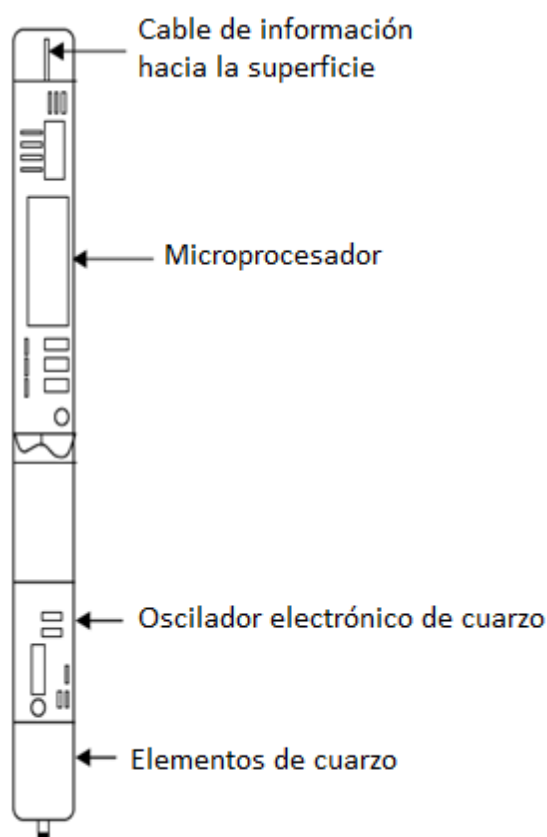 Cable de información
hacia la superficie
Microprocesador
Oscilador electrónico de cuarzo
Elementos de cuarzo